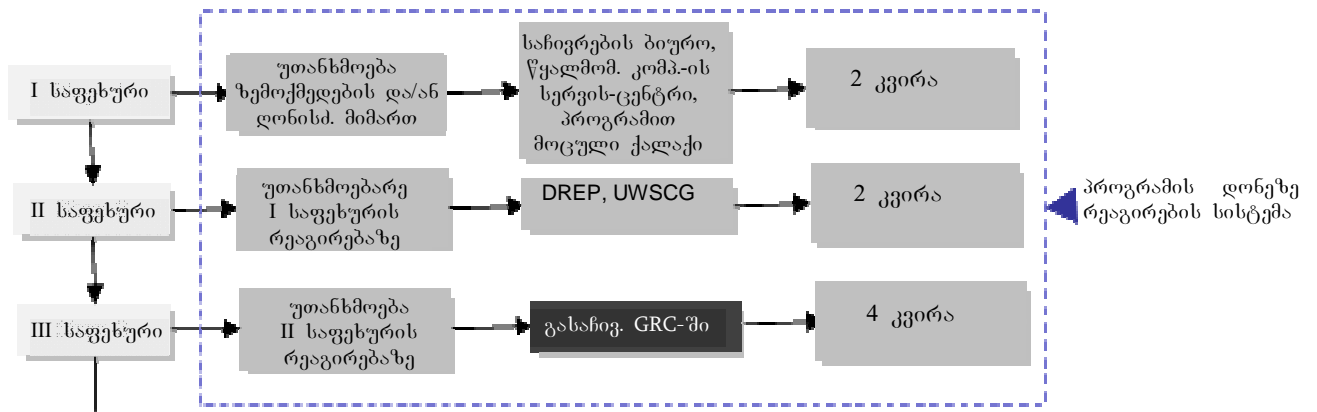 I საფეხური
უთანხმოება
ზემოქმედების და/ან
ღონისძ. მიმართ
საჩივრების ბიურო,
წყალმომ. კომპ.-ის
სერვის-ცენტრი,
პროგრამით
მოცული ქალაქი
2 კვირა
II საფეხური
უთანხმოებარე
I საფეხურის
რეაგირებაზე
DREP, UWSCG
2 კვირა
პროგრამის დონეზე
რეაგირების სისტემა
III საფეხური
უთანხმოება
II საფეხურის
რეაგირებაზე
გასაჩივ. GRC-ში
4 კვირა